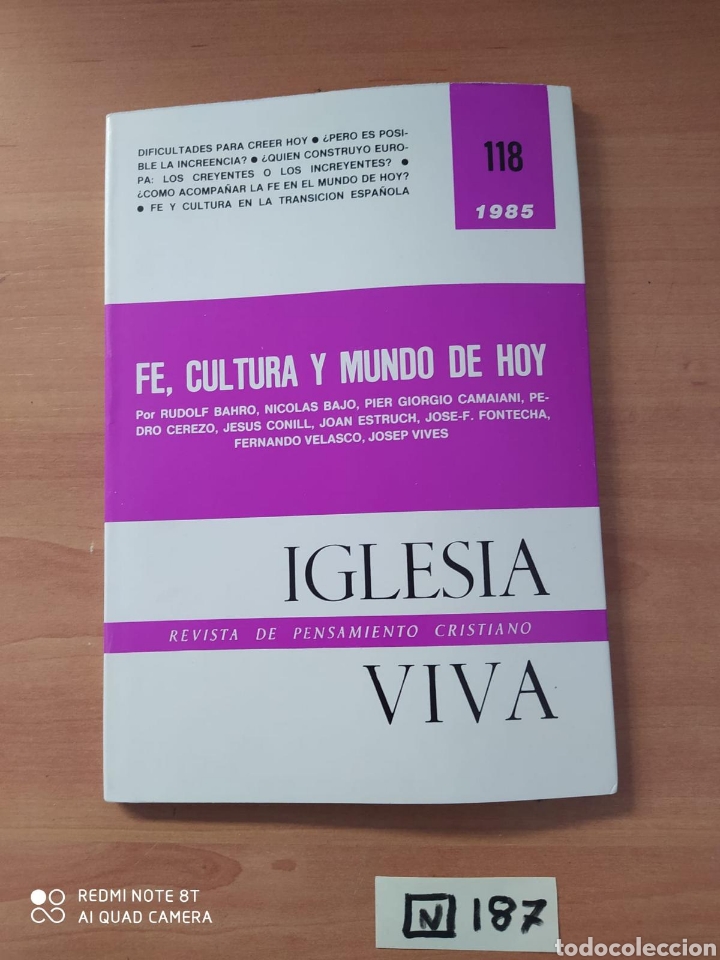 DIFICULTADES PARA CREER HOY ● ¿PERO ES POSI-
BLE LA INCREENCIA? ● ¿QUIEN CONSTRUYO EURO-
PA: LOS CREYENTES O LOS INCREYENTES? ●
¿COMO ACOMPAÑAR LA FE EN EL MUNDO DE HOY?
● FE Y CULTURA EN LA TRANSICION ESPAÑOLA
118
1985
FE, CULTURA Y MUNDO DE HOY
Por RUDOLF BAHRO, NICOLAS BAJO, PIER GIORGIO CAMAIANI, PE-
DRO CEREZO, JESUS CONILL, JOAN ESTRUCH, JOSE-F. FONTECHA,
FERNANDO VELASCO, JOSEP VIVES
IGLESIA
REVISTA DE PENSAMIENTO CRISTIANO
VIVA
REDMI NOTE 8T
AI QUAD CAMERA
N 187
todocoleccion